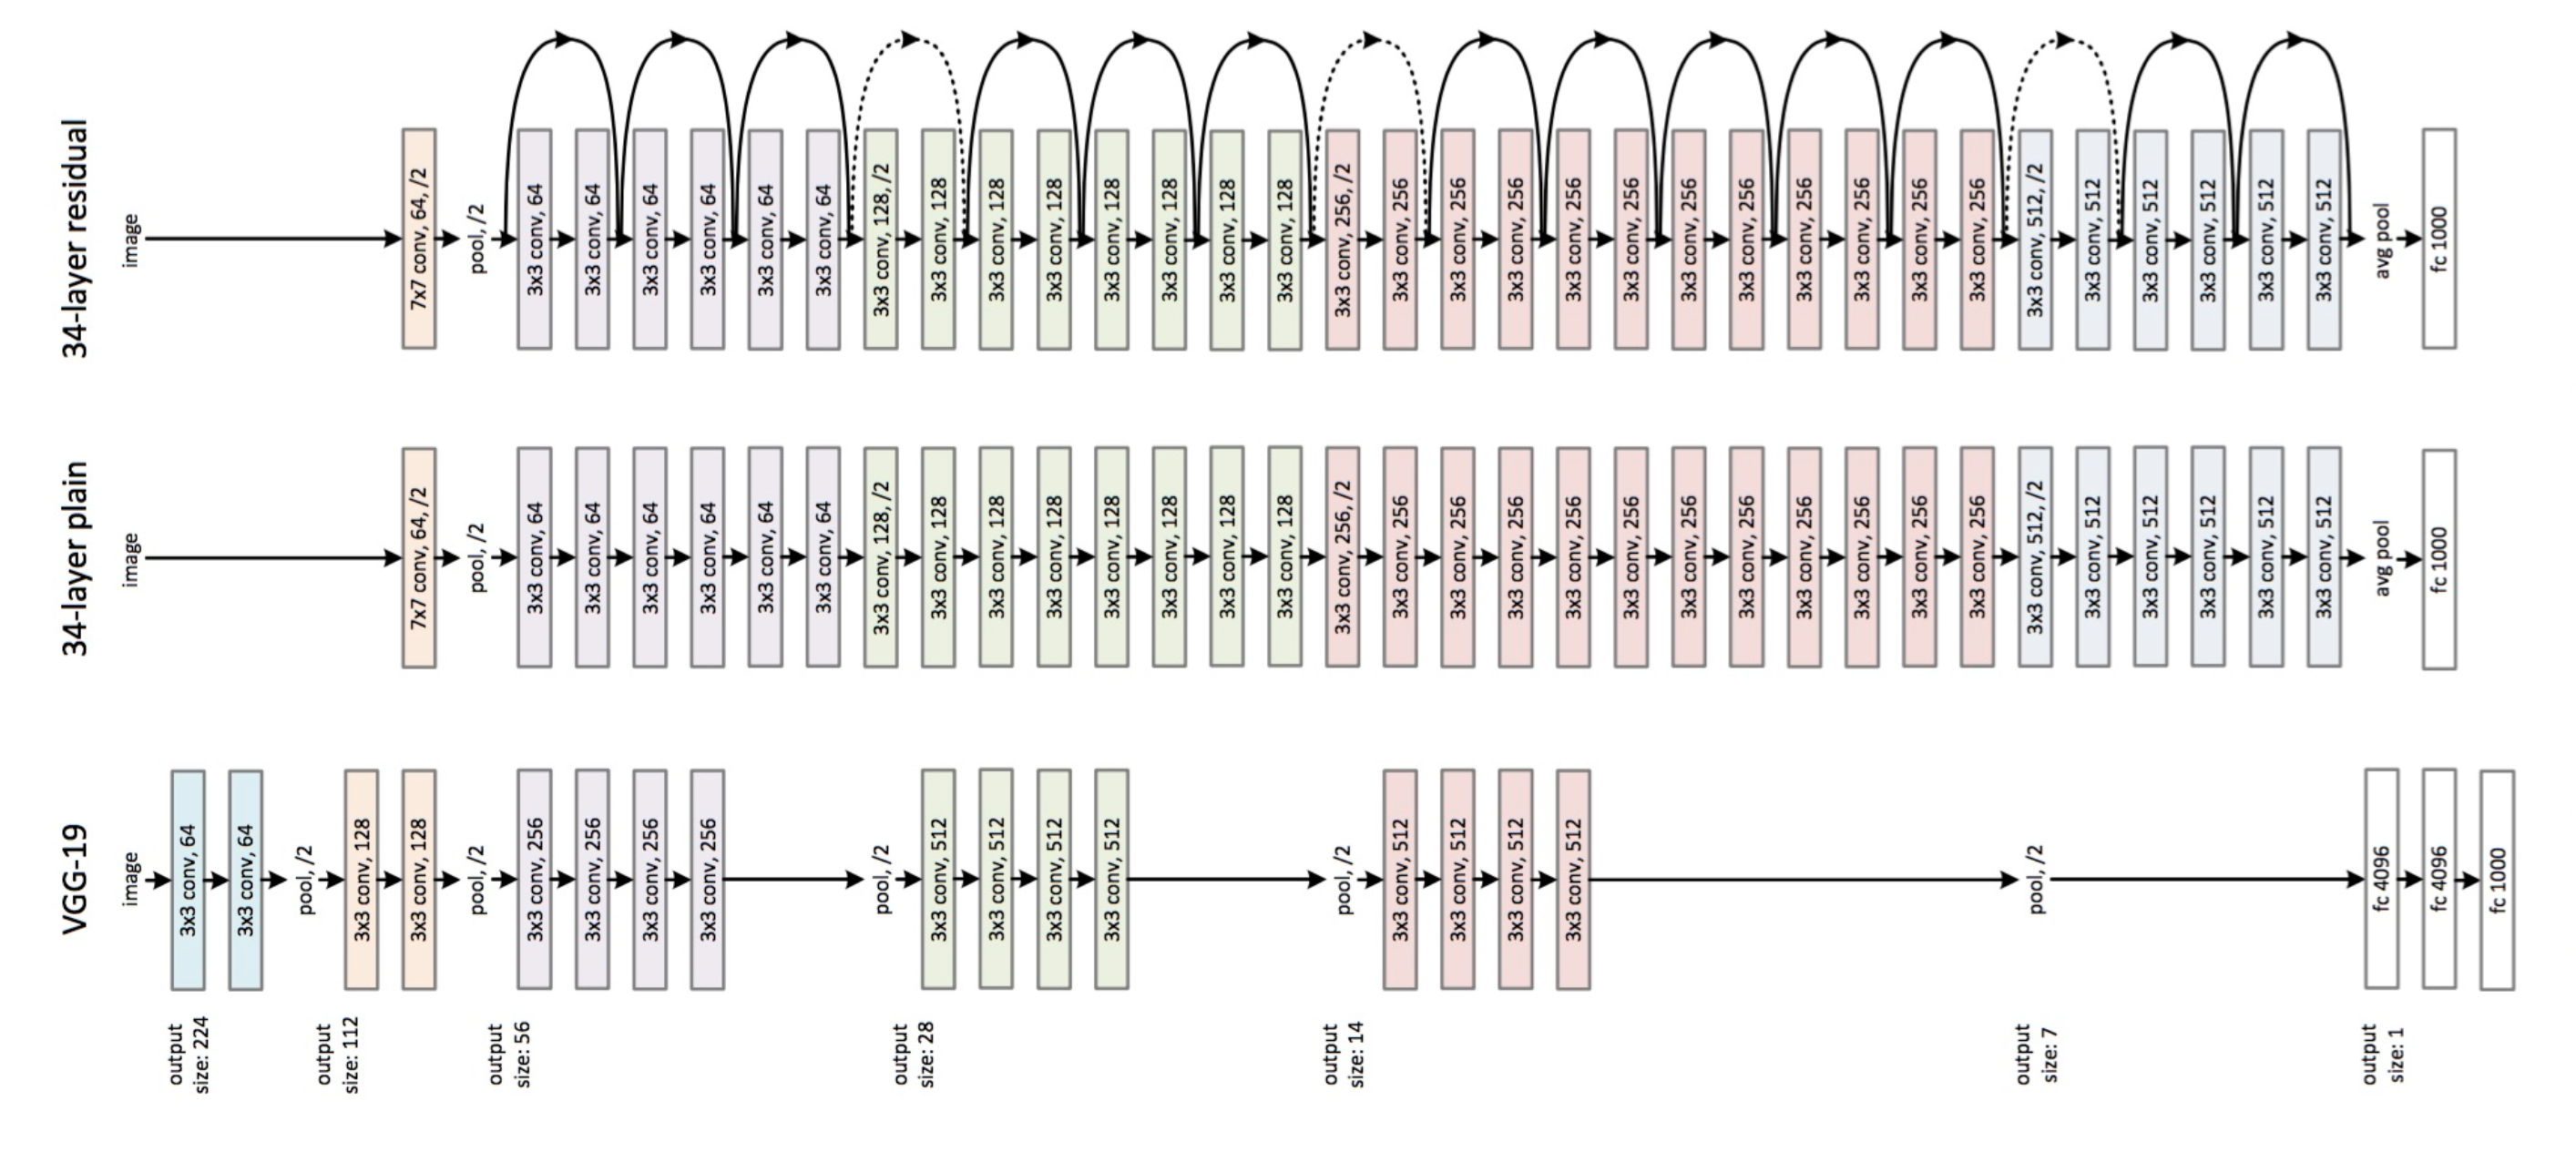 34-layer residual
image
7x7 conv, 64, /2
pool, /2
3x3 conv, 64
3x3 conv, 64
3x3 conv, 64
3x3 conv, 64
3x3 conv, 64
3x3 conv, 64
3x3 conv, 128, /2
3x3 conv, 128
3x3 conv, 128
3x3 conv, 128
3x3 conv, 128
3x3 conv, 128
3x3 conv, 128
3x3 conv, 128
3x3 conv, 256, /2
3x3 conv, 256
3x3 conv, 256
3x3 conv, 256
3x3 conv, 256
3x3 conv, 256
3x3 conv, 256
3x3 conv, 256
3x3 conv, 256
3x3 conv, 256
3x3 conv, 256
3x3 conv, 256
3x3 conv, 512, /2
3x3 conv, 512
3x3 conv, 512
3x3 conv, 512
3x3 conv, 512
3x3 conv, 512
avg pool
fc 1000
34-layer plain
image
7x7 conv, 64, /2
pool, /2
3x3 conv, 64
3x3 conv, 64
3x3 conv, 64
3x3 conv, 64
3x3 conv, 64
3x3 conv, 64
3x3 conv, 128, /2
3x3 conv, 128
3x3 conv, 128
3x3 conv, 128
3x3 conv, 128
3x3 conv, 128
3x3 conv, 128
3x3 conv, 128
3x3 conv, 256, /2
3x3 conv, 256
3x3 conv, 256
3x3 conv, 256
3x3 conv, 256
3x3 conv, 256
3x3 conv, 256
3x3 conv, 256
3x3 conv, 256
3x3 conv, 256
3x3 conv, 256
3x3 conv, 256
3x3 conv, 512, /2
3x3 conv, 512
3x3 conv, 512
3x3 conv, 512
3x3 conv, 512
3x3 conv, 512
avg pool
fc 1000
VGG-19
image
3x3 conv, 64
3x3 conv, 64
pool, /2
3x3 conv, 128
3x3 conv, 128
pool, /2
3x3 conv, 256
3x3 conv, 256
3x3 conv, 256
3x3 conv, 256
pool, /2
3x3 conv, 512
3x3 conv, 512
3x3 conv, 512
3x3 conv, 512
pool, /2
3x3 conv, 512
3x3 conv, 512
3x3 conv, 512
3x3 conv, 512
pool, /2
fc 4096
fc 4096
fc 1000
output
size: 224
output
size: 112
output
size: 56
output
size: 28
output
size: 14
output
size: 7
output
size: 1